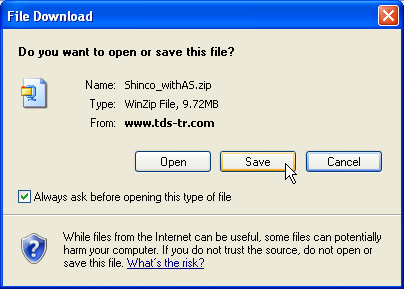 File Download
Do you want to open or save this file?
Name: Shinco_withAS.zip
Type: WinZip File, 9.72MB
From: www.tds-tr.com
Open Save Cancel
Always ask before opening this type of file
While files from the Internet can be useful, some files can potentially
harm your computer. If you do not trust the source, do not open or
save this file. What's the risk?